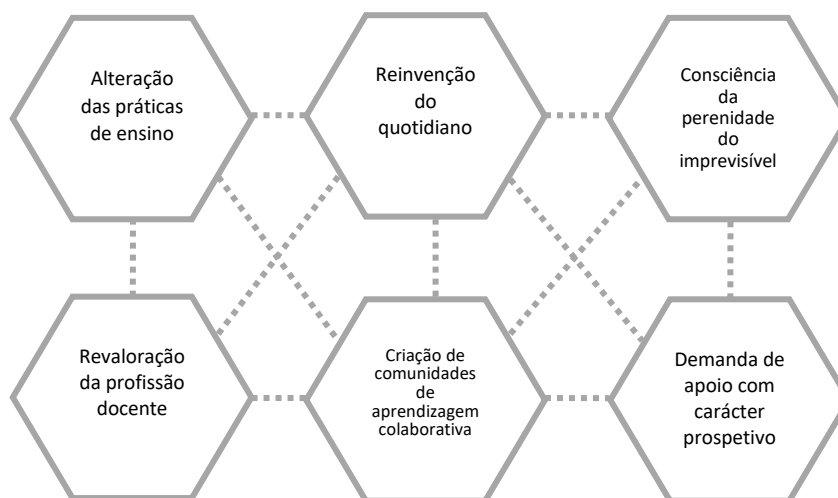 Alteração
das práticas
de ensino
Reinvenção
do
quotidiano
Consciência
da
perenidade
do
imprevisível
Revaloração
da profissão
docente
Criação de
comunidades
de
aprendizagem
colaborativa
Demanda de
apoio com
carácter
prospetivo